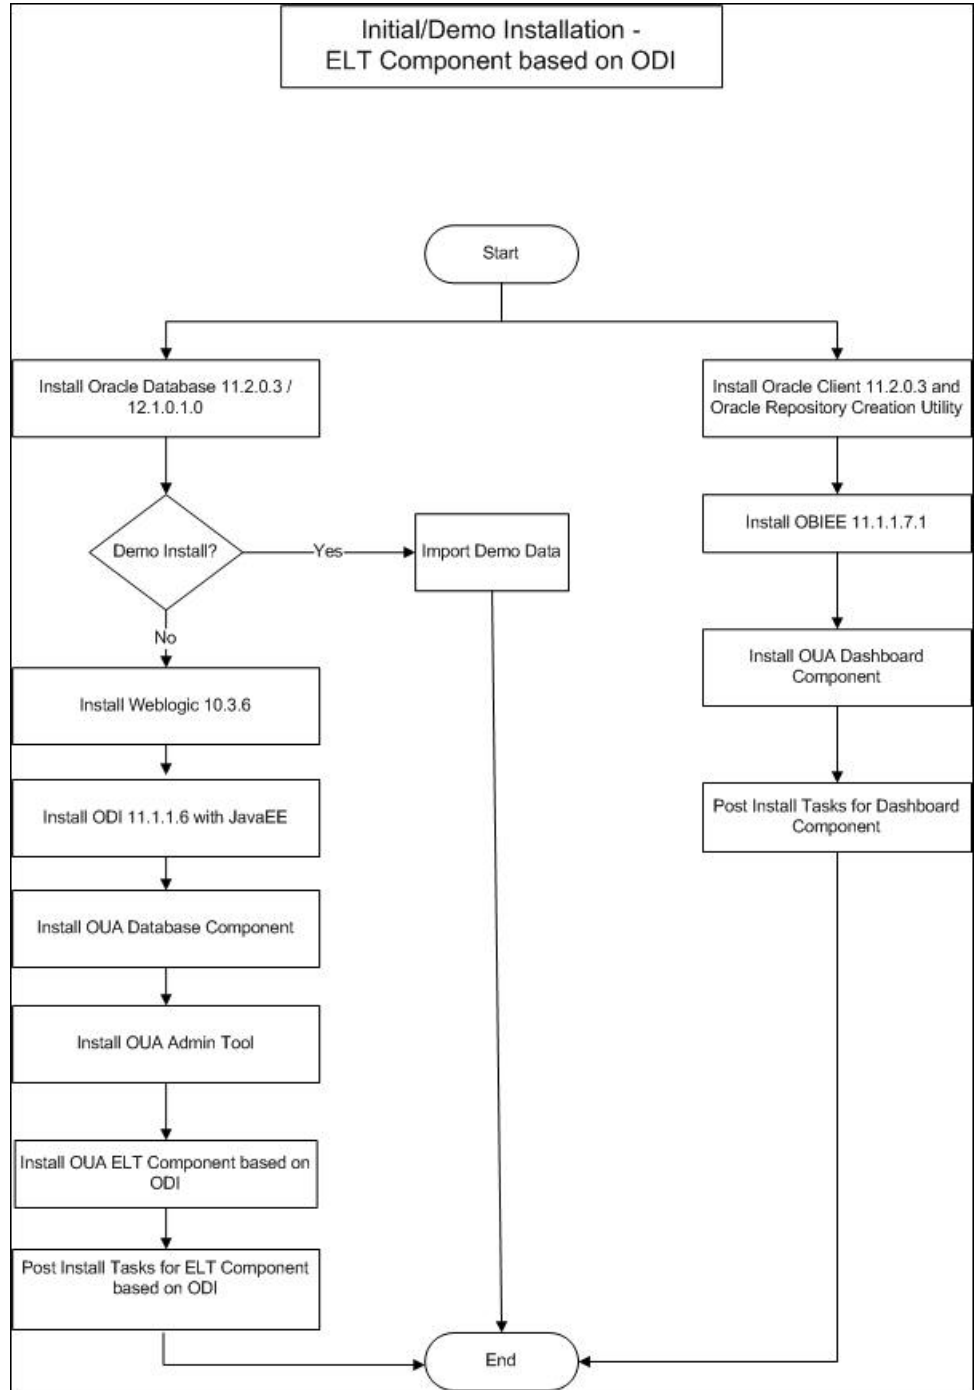 Initial/Demo Installation -
ELT Component based on ODI
Start
Install Oracle Database 11.2.0.3 /
12.1.0.1.0
Install Oracle Client 11.2.0.3 and
Oracle Repository Creation Utility
Demo Install?
Yes
Import Demo Data
Install OBIEE 11.1.1.7.1
No
Install Weblogic 10.3.6
Install OUA Dashboard
Component
Install ODI 11.1.1.6 with JavaEE
Post Install Tasks for Dashboard
Component
Install OUA Database Component
Install OUA Admin Tool
Install OUA ELT Component based on
ODI
Post Install Tasks for ELT Component
based on ODI
End